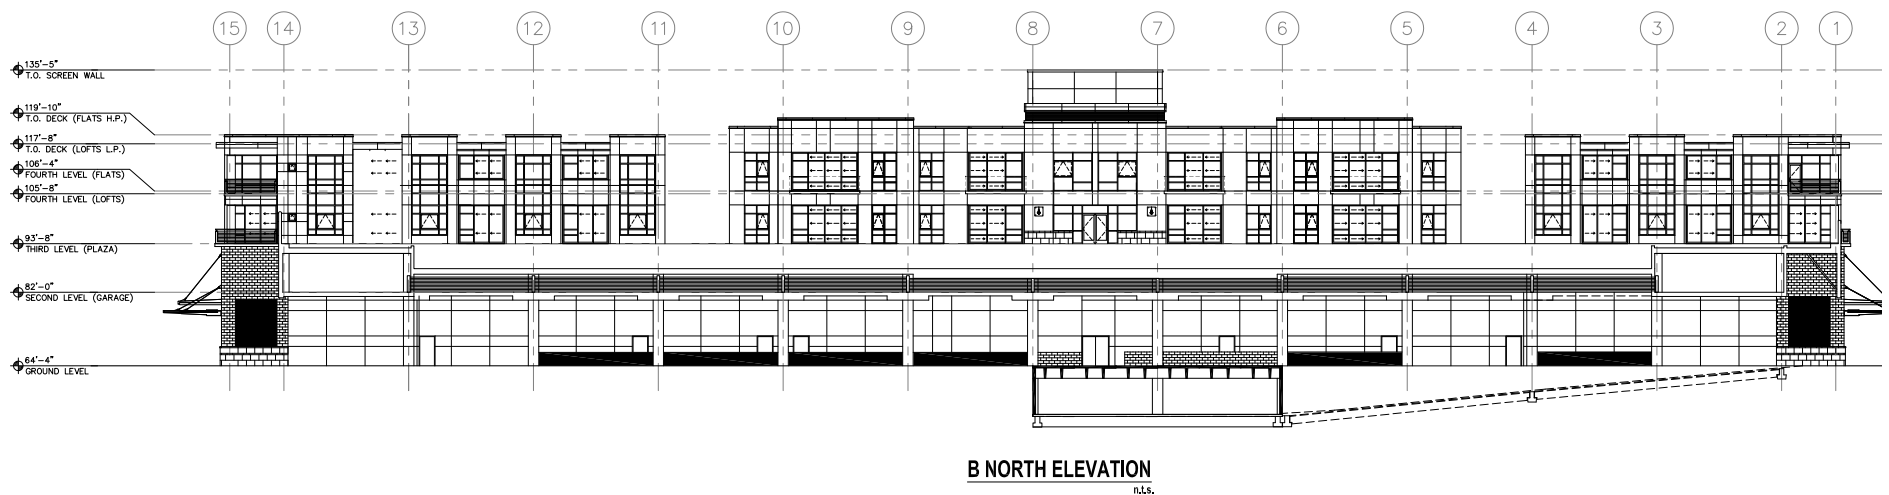 15 14 13 12 11 10 9 8 7 6 5 4 3 2 1
135'-5"
T.O. SCREEN WALL
119'-10"
T.O. DECK (FLATS H.P.)
117'-8"
T.O. DECK (LOFTS L.P.)
106'-4"
FOURTH LEVEL (FLATS)
105'-8"
FOURTH LEVEL (LOFTS)
93'-8"
THIRD LEVEL (PLAZA)
82'-0"
SECOND LEVEL (GARAGE)
64'-4"
GROUND LEVEL
B NORTH ELEVATION
n.t.s.